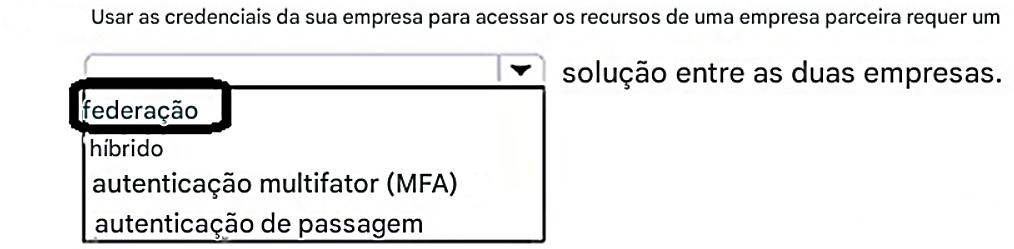 Usar as credenciais da sua empresa para acessar os recursos de uma empresa parceira requer um
solução entre as duas empresas.
federação
híbrido
autenticação multifator (MFA)
autenticação de passagem